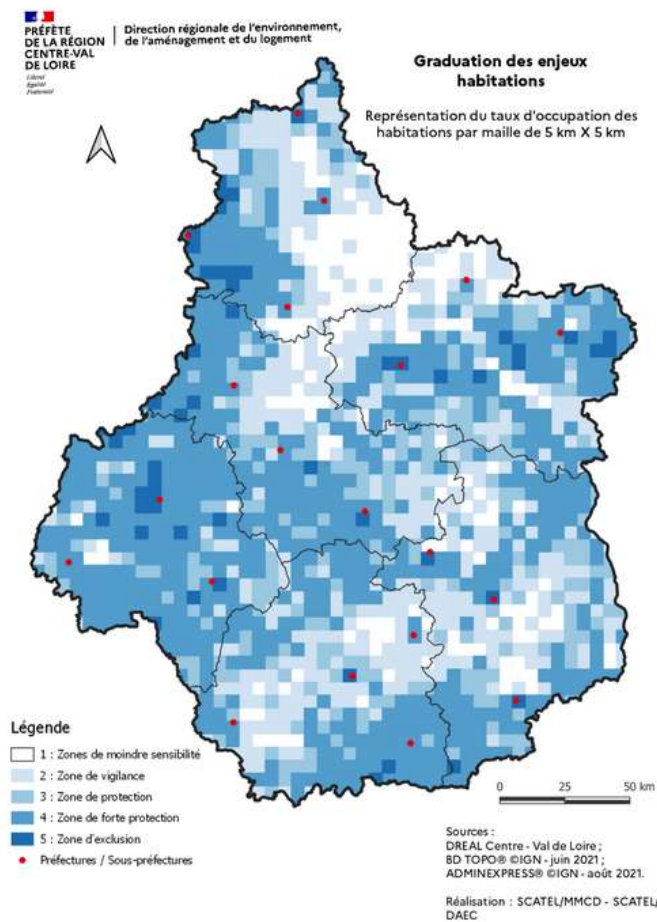 PRÉFÈTE
DE LA RÉGION
CENTRE-VAL
DE LOIRE
Liberté
Égalité
Fraternité
Direction régionale de l'environnement,
de l'aménagement et du logement
Graduation des enjeux
habitations
Représentation du taux d'occupation des
habitations par maille de 5 km X 5 km
Légende
1 : Zones de moindre sensibilité
2 : Zone de vigilance
3 : Zone de protection
4 : Zone de forte protection
5 : Zone d'exclusion
Préfectures / Sous-préfectures
0 25 50 km
Sources :
DREAL Centre - Val de Loire ;
BD TOPO® ©IGN - juin 2021 ;
ADMINEXPRESS® ©IGN - août 2021.
Réalisation : SCATEL/MMCD - SCATEL/
DAEC